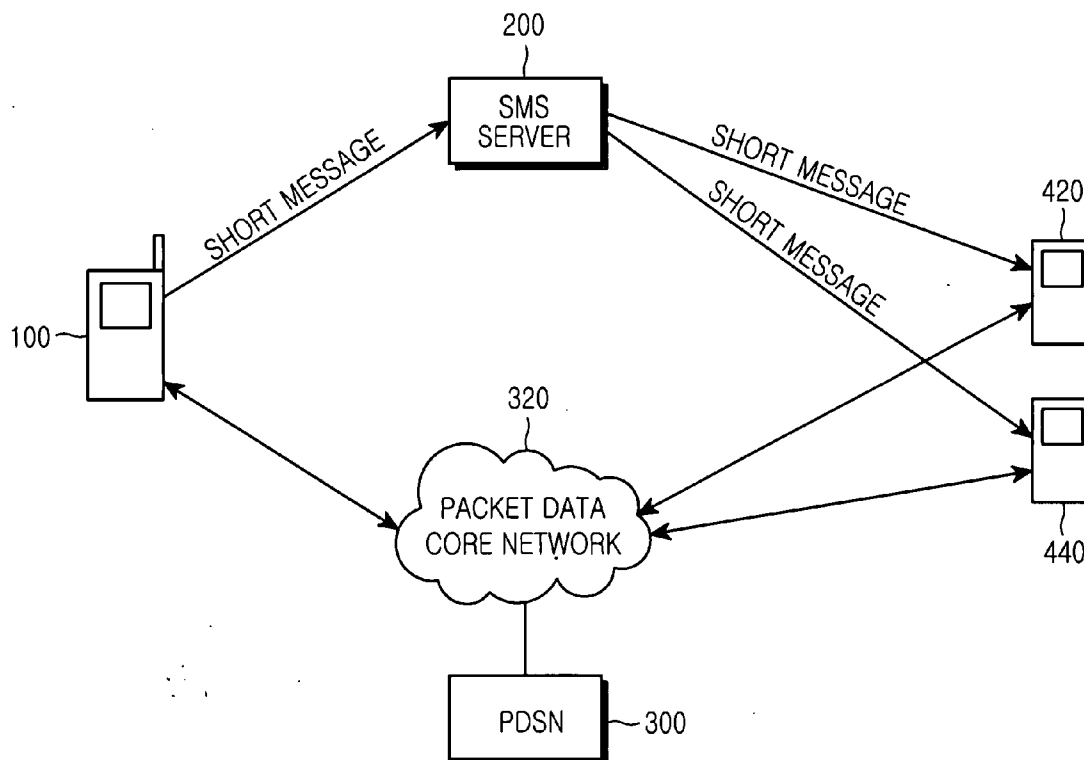 200
SMS
SERVER
SHORT MESSAGE
SHORT MESSAGE
SHORT MESSAGE
420
100
320
PACKET DATA
CORE NETWORK
440
PDSN
300